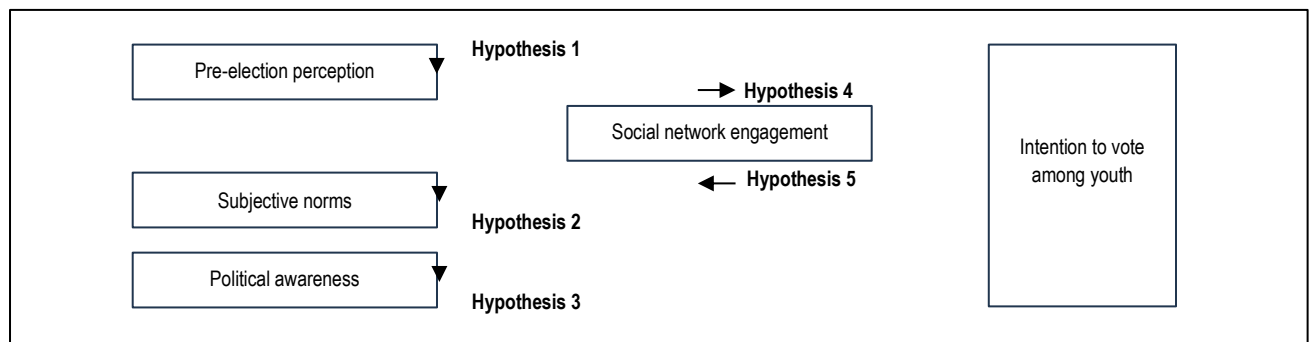 Hypothesis 1
Pre-election perception
Hypothesis 4
Social network engagement
Intention to vote
among youth
Hypothesis 5
Subjective norms
Hypothesis 2
Political awareness
Hypothesis 3